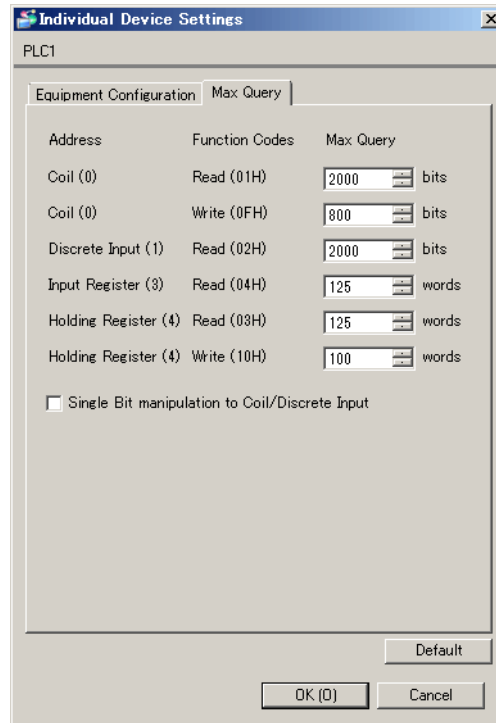 Individual Device Settings
PLC1
Equipment Configuration Max Query
Address Function Codes Max Query
Coil (0) Read (01H) 2000 bits
Coil (0) Write (0FH) 800 bits
Discrete Input (1) Read (02H) 2000 bits
Input Register (3) Read (04H) 125 words
Holding Register (4) Read (03H) 125 words
Holding Register (4) Write (10H) 100 words
Single Bit manipulation to Coil/Discrete Input
Default
OK (O) Cancel